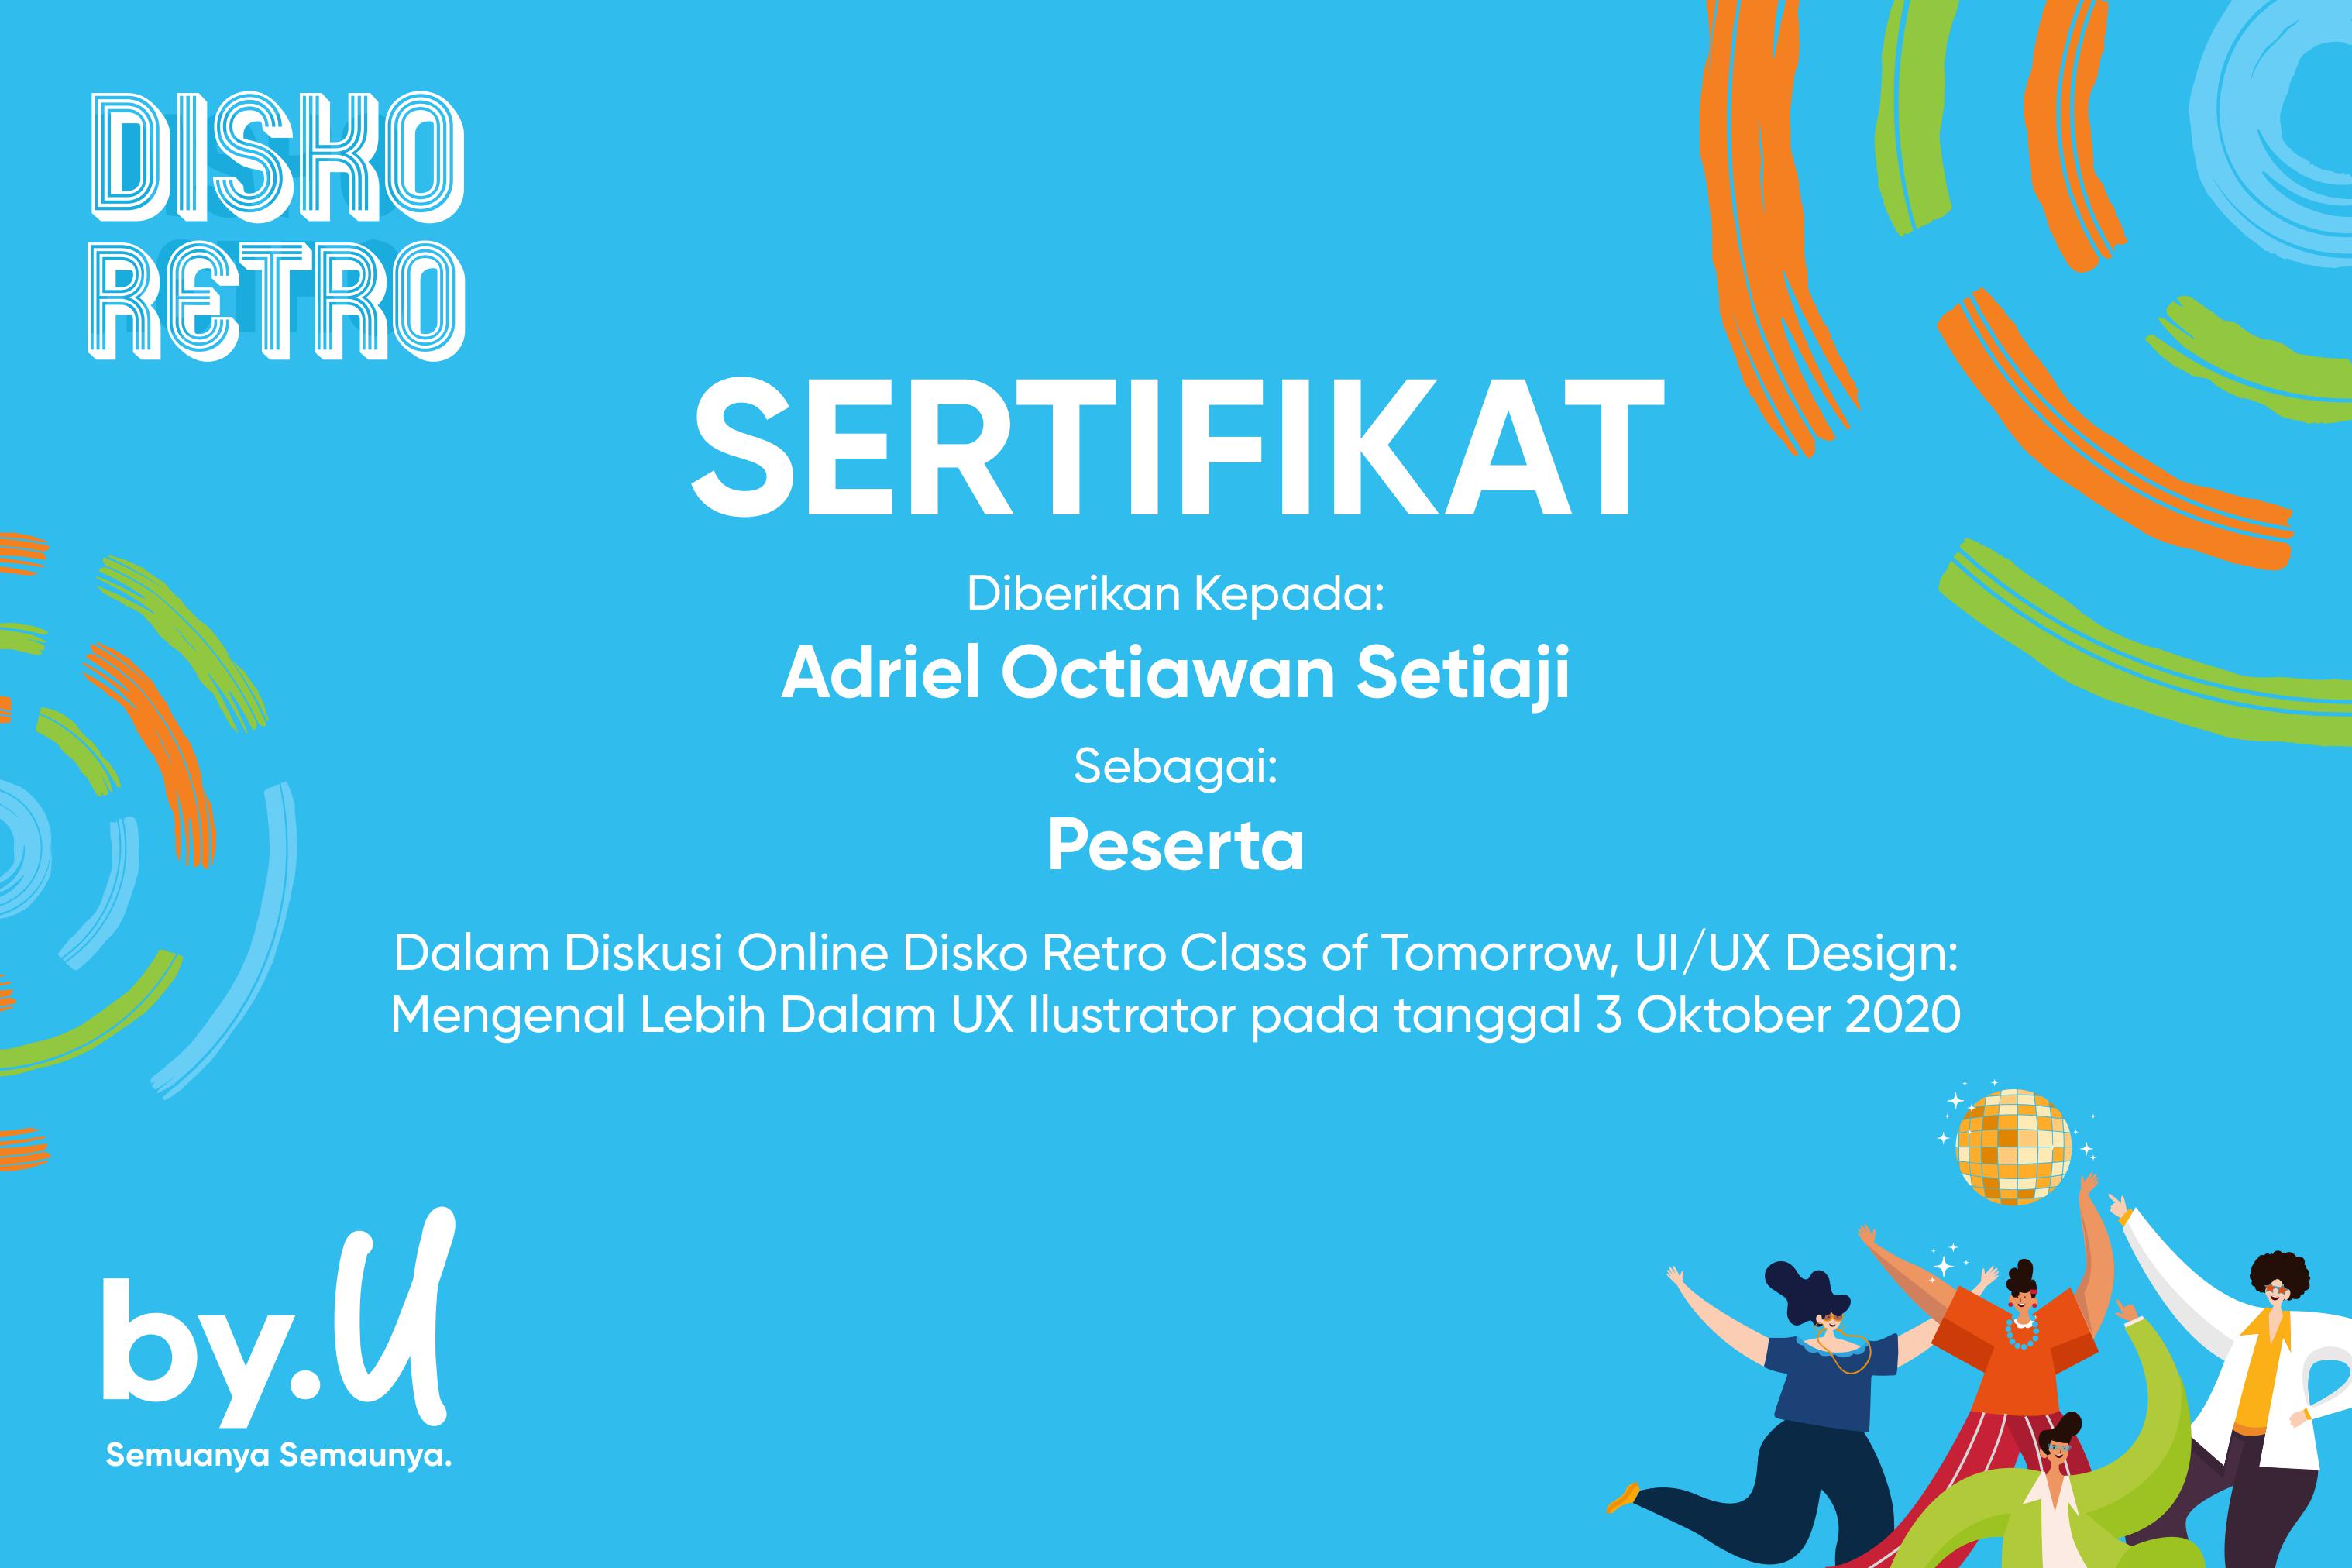 DISKO
RETRO
SERTIFIKAT
Diberikan Kepada:
Adriel Octiawan Setiaji
Sebagai:
Peserta
Dalam Diskusi Online Disko Retro Class of Tomorrow, UI/UX Design:
Mengenal Lebih Dalam UX Ilustrator pada tanggal 3 Oktober 2020
by.U
Semuanya Semaunya.